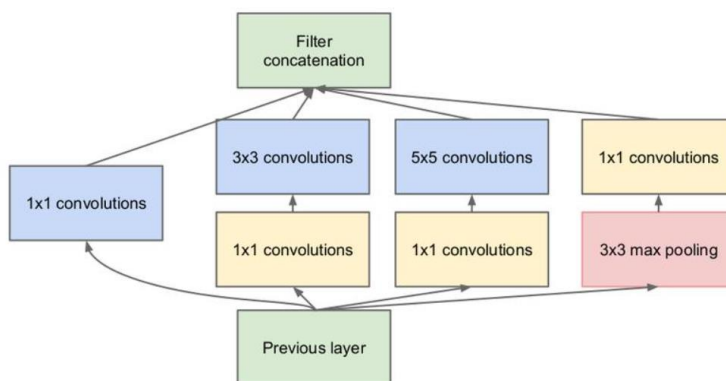 Filter
concatenation
3x3 convolutions
5x5 convolutions
1x1 convolutions
1x1 convolutions
1x1 convolutions
1x1 convolutions
3x3 max pooling
Previous layer